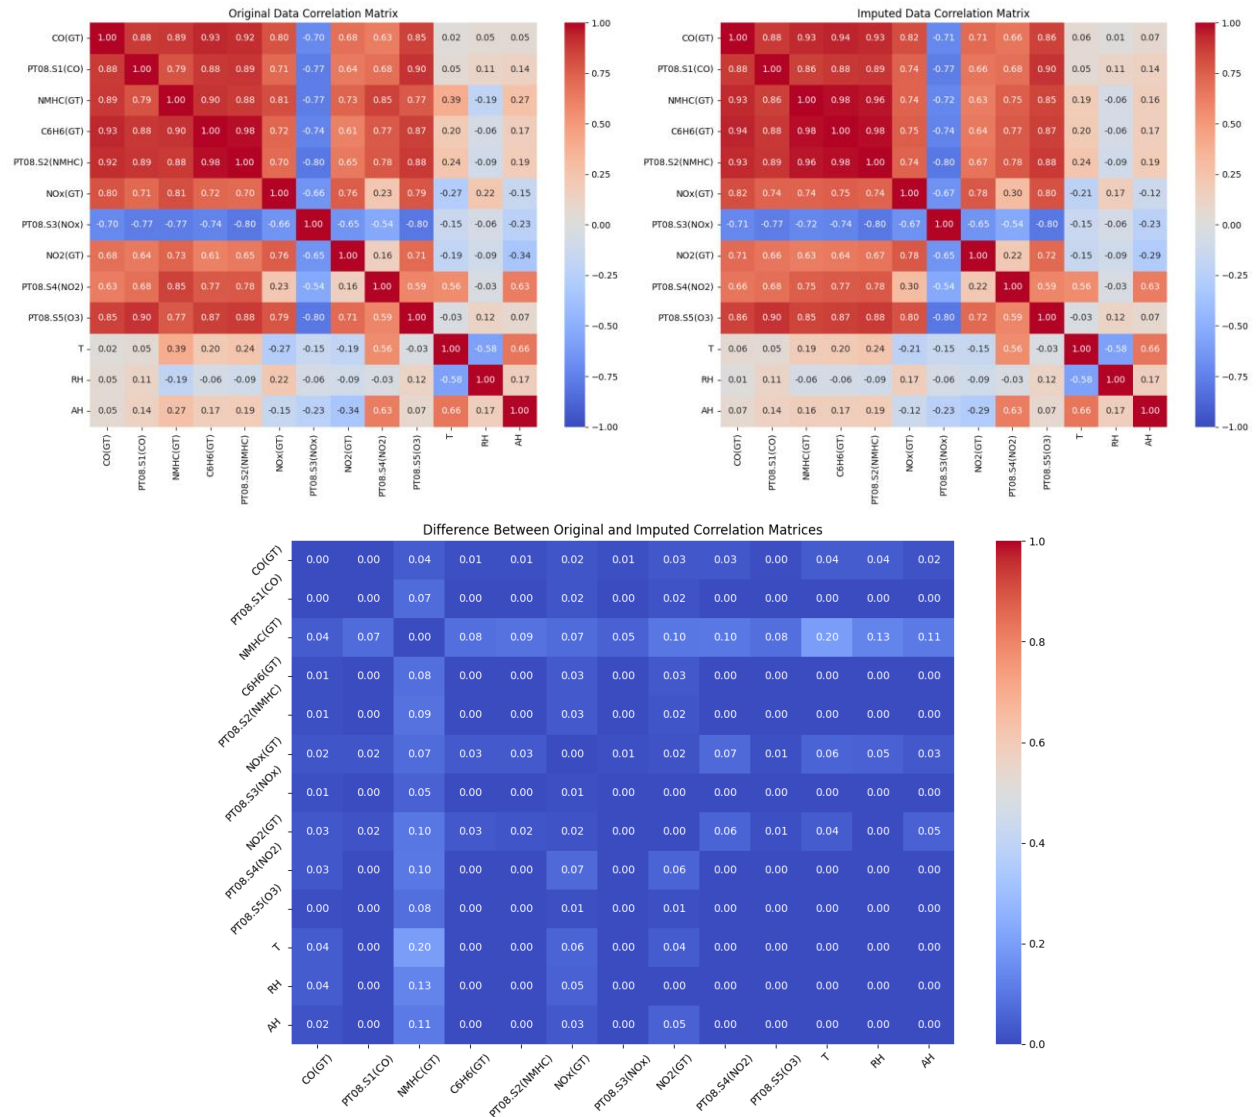 Original Data Correlation Matrix
CO(GT) 1.00 0.88 0.89 0.93 0.92 0.80 -0.70 0.68 0.63 0.85 0.02 0.05 0.05
PT08.S1(CO) 0.88 1.00 0.79 0.88 0.89 0.71 -0.77 0.64 0.68 0.90 0.05 0.11 0.14
NMHC(GT) 0.89 0.79 1.00 0.90 0.88 0.81 -0.77 0.73 0.85 0.77 0.39 -0.19 0.27
C6H6(GT) 0.93 0.88 0.90 1.00 0.98 0.72 -0.74 0.61 0.77 0.87 0.20 -0.06 0.17
PT08.S2(NMHC) 0.92 0.89 0.88 0.98 1.00 0.70 -0.80 0.65 0.78 0.88 0.24 -0.09 0.19
NOx(GT) 0.80 0.71 0.81 0.72 0.70 1.00 -0.66 0.76 0.23 0.79 -0.27 0.22 -0.15
PT08.S3(NOx) -0.70 -0.77 -0.77 -0.74 -0.80 -0.66 1.00 -0.65 -0.54 -0.80 -0.15 -0.06 -0.23
NO2(GT) 0.68 0.64 0.73 0.61 0.65 0.76 -0.65 1.00 0.16 0.71 -0.19 -0.09 -0.34
PT08.S4(NO2) 0.63 0.68 0.85 0.77 0.78 0.23 -0.54 0.16 1.00 0.59 0.56 -0.03 0.63
PT08.S5(O3) 0.85 0.90 0.77 0.87 0.88 0.79 -0.80 0.71 0.59 1.00 -0.03 0.12 0.07
T 0.02 0.05 0.39 0.20 0.24 -0.27 -0.15 -0.19 0.56 -0.03 1.00 -0.58 0.66
RH 0.05 0.11 -0.19 -0.06 -0.09 0.22 -0.06 -0.09 -0.03 0.12 -0.58 1.00 0.17
AH 0.05 0.14 0.27 0.17 0.19 -0.15 -0.23 -0.34 0.63 0.07 0.66 0.17 1.00
CO(GT) PT08.S1(CO) NMHC(GT) C6H6(GT) PT08.S2(NMHC) NOx(GT) PT08.S3(NOx) NO2(GT) PT08.S4(NO2) PT08.S5(O3) T RH AH
1.00
0.75
0.50
0.25
0.00
−0.25
−0.50
−0.75
−1.00
Imputed Data Correlation Matrix
CO(GT) 1.00 0.88 0.93 0.94 0.93 0.82 -0.71 0.71 0.66 0.86 0.06 0.01 0.07
PT08.S1(CO) 0.88 1.00 0.86 0.88 0.89 0.74 -0.77 0.66 0.68 0.90 0.05 0.11 0.14
NMHC(GT) 0.93 0.86 1.00 0.98 0.96 0.74 -0.72 0.63 0.75 0.85 0.19 -0.06 0.16
C6H6(GT) 0.94 0.88 0.98 1.00 0.98 0.75 -0.74 0.64 0.77 0.87 0.20 -0.06 0.17
PT08.S2(NMHC) 0.93 0.89 0.96 0.98 1.00 0.74 -0.80 0.67 0.78 0.88 0.24 -0.09 0.19
NOx(GT) 0.82 0.74 0.74 0.75 0.74 1.00 -0.67 0.78 0.30 0.80 -0.21 0.17 -0.12
PT08.S3(NOx) -0.71 -0.77 -0.72 -0.74 -0.80 -0.67 1.00 -0.65 -0.54 -0.80 -0.15 -0.06 -0.23
NO2(GT) 0.71 0.66 0.63 0.64 0.67 0.78 -0.65 1.00 0.22 0.72 -0.15 -0.09 -0.29
PT08.S4(NO2) 0.66 0.68 0.75 0.77 0.78 0.30 -0.54 0.22 1.00 0.59 0.56 -0.03 0.63
PT08.S5(O3) 0.86 0.90 0.85 0.87 0.88 0.80 -0.80 0.72 0.59 1.00 -0.03 0.12 0.07
T 0.06 0.05 0.19 0.20 0.24 -0.21 -0.15 -0.15 0.56 -0.03 1.00 -0.58 0.66
RH 0.01 0.11 -0.06 -0.06 -0.09 0.17 -0.06 -0.09 -0.03 0.12 -0.58 1.00 0.17
AH 0.07 0.14 0.16 0.17 0.19 -0.12 -0.23 -0.29 0.63 0.07 0.66 0.17 1.00
CO(GT) PT08.S1(CO) NMHC(GT) C6H6(GT) PT08.S2(NMHC) NOx(GT) PT08.S3(NOx) NO2(GT) PT08.S4(NO2) PT08.S5(O3) T RH AH
1.00
0.75
0.50
0.25
0.00
−0.25
−0.50
−0.75
−1.00
Difference Between Original and Imputed Correlation Matrices
CO(GT) 0.00 0.00 0.04 0.01 0.01 0.02 0.01 0.03 0.03 0.00 0.04 0.04 0.02
PT08.S1(CO) 0.00 0.00 0.07 0.00 0.00 0.02 0.00 0.02 0.00 0.00 0.00 0.00 0.00
NMHC(GT) 0.04 0.07 0.00 0.08 0.09 0.07 0.05 0.10 0.10 0.08 0.20 0.13 0.11
C6H6(GT) 0.01 0.00 0.08 0.00 0.00 0.03 0.00 0.03 0.00 0.00 0.00 0.00 0.00
PT08.S2(NMHC) 0.01 0.00 0.09 0.00 0.00 0.03 0.00 0.02 0.00 0.00 0.00 0.00 0.00
NOx(GT) 0.02 0.02 0.07 0.03 0.03 0.00 0.01 0.02 0.07 0.01 0.06 0.05 0.03
PT08.S3(NOx) 0.01 0.00 0.05 0.00 0.00 0.01 0.00 0.00 0.00 0.00 0.00 0.00 0.00
NO2(GT) 0.03 0.02 0.10 0.03 0.02 0.02 0.00 0.00 0.06 0.01 0.04 0.00 0.05
PT08.S4(NO2) 0.03 0.00 0.10 0.00 0.00 0.07 0.00 0.06 0.00 0.00 0.00 0.00 0.00
PT08.S5(O3) 0.00 0.00 0.08 0.00 0.00 0.01 0.00 0.01 0.00 0.00 0.00 0.00 0.00
T 0.04 0.00 0.20 0.00 0.00 0.06 0.00 0.04 0.00 0.00 0.00 0.00 0.00
RH 0.04 0.00 0.13 0.00 0.00 0.05 0.00 0.00 0.00 0.00 0.00 0.00 0.00
AH 0.02 0.00 0.11 0.00 0.00 0.03 0.00 0.05 0.00 0.00 0.00 0.00 0.00
CO(GT) PT08.S1(CO) NMHC(GT) C6H6(GT) PT08.S2(NMHC) NOx(GT) PT08.S3(NOx) NO2(GT) PT08.S4(NO2) PT08.S5(O3) T RH AH
1.0
0.8
0.6
0.4
0.2
0.0